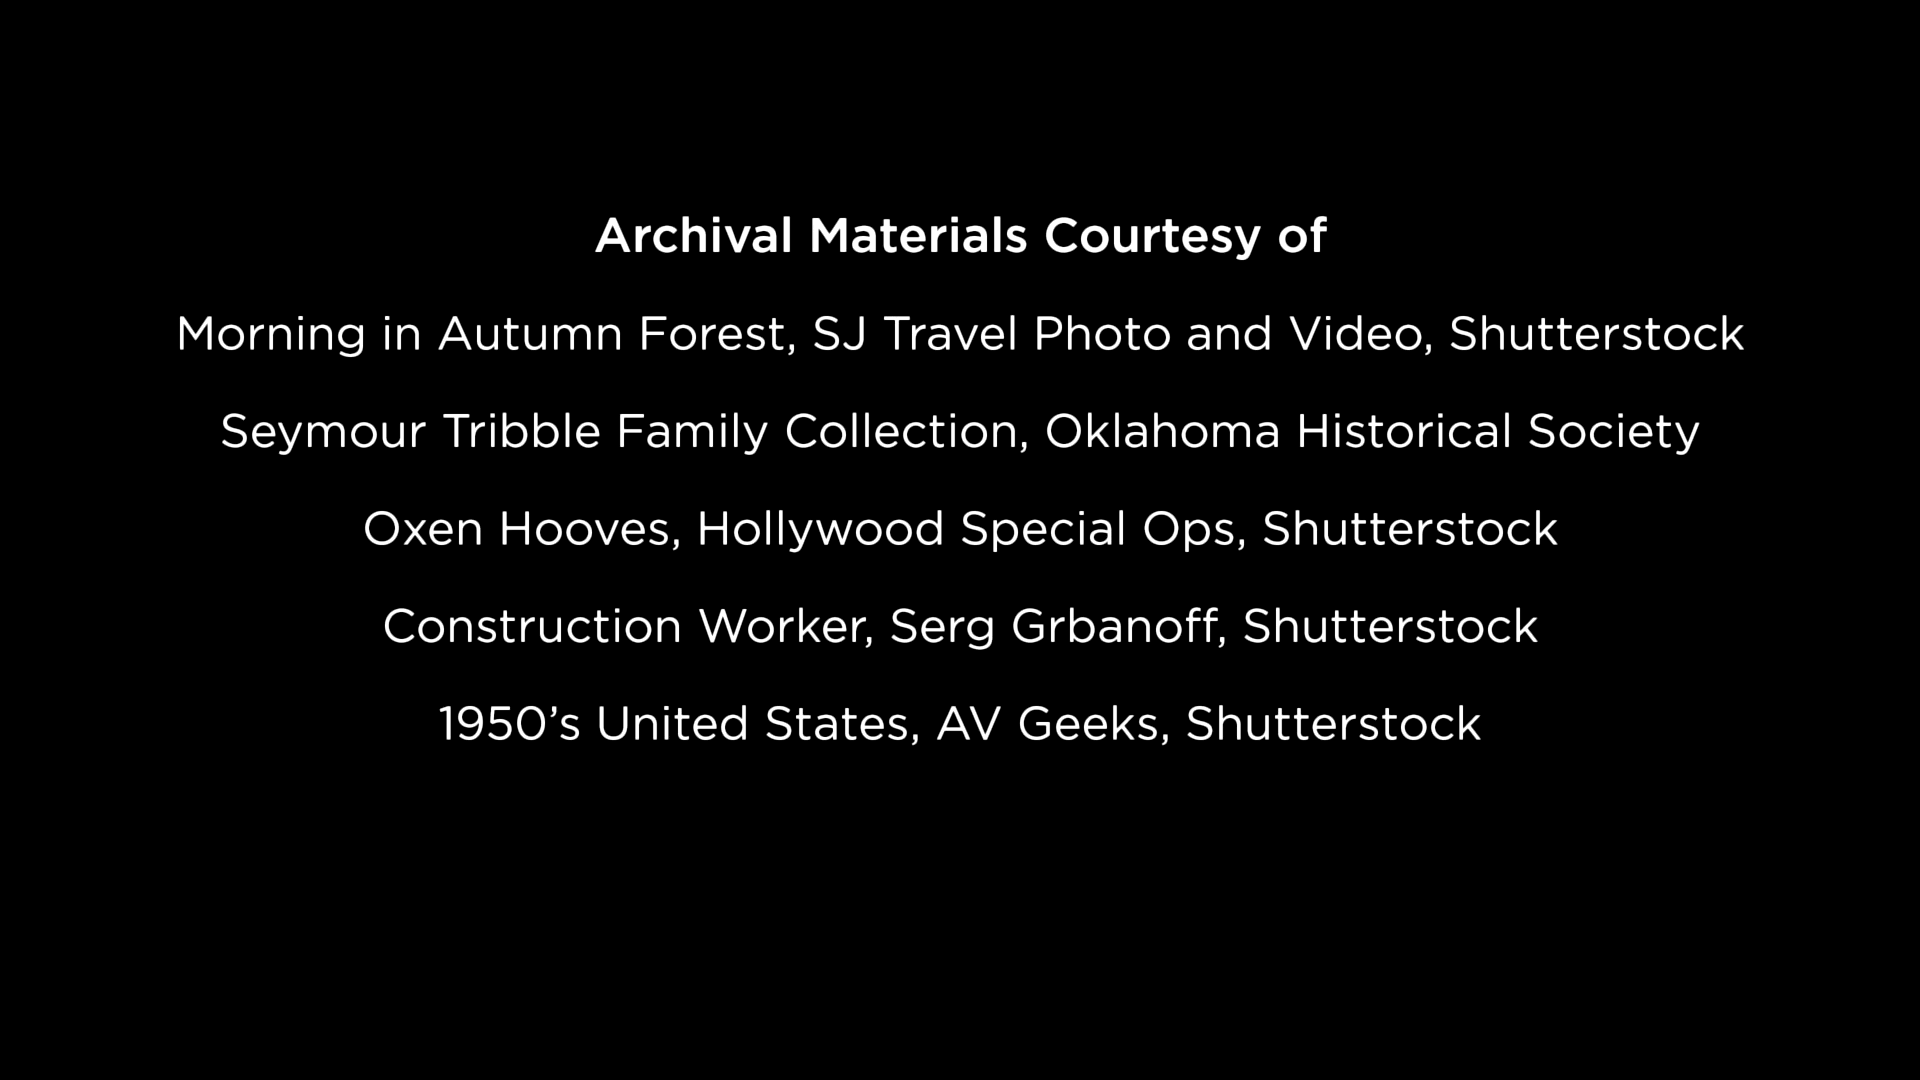 Archival Materials Courtesy of
Morning in Autumn Forest, SJ Travel Photo and Video, Shutterstock
Seymour Tribble Family Collection, Oklahoma Historical Society
Oxen Hooves, Hollywood Special Ops, Shutterstock
Construction Worker, Serg Grbanoff, Shutterstock
1950’s United States, AV Geeks, Shutterstock